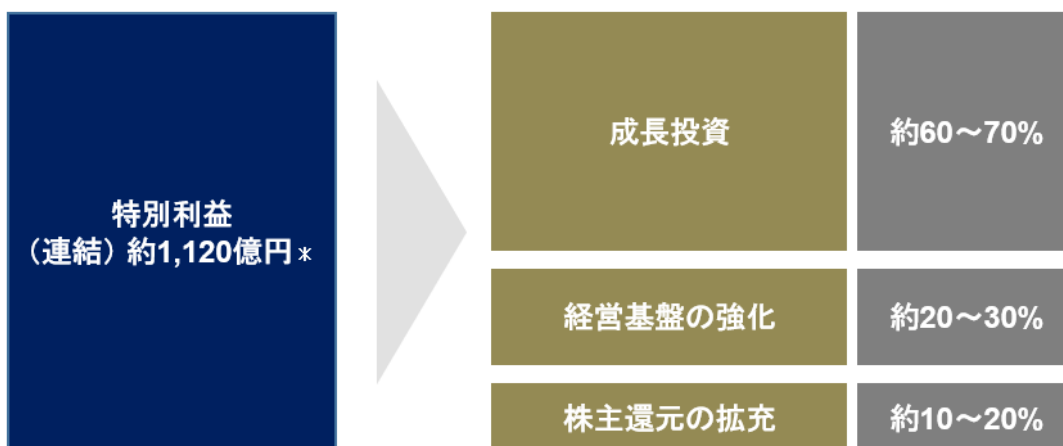 特別利益
（連結）約1,120億円*
成長投資
約60～70%
経営基盤の強化
約20～30%
株主還元の拡充
約10～20%